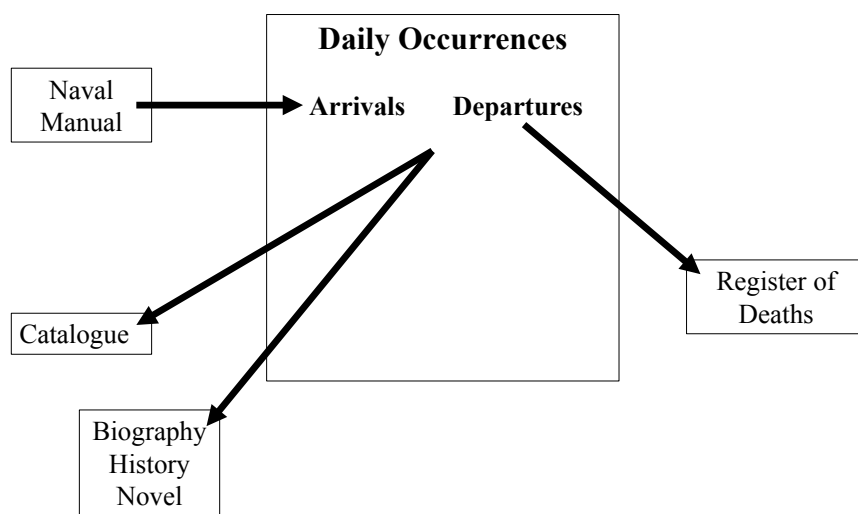 Daily Occurrences
Naval
Manual
Arrivals Departures
Register of
Deaths
Catalogue
Biography
History
Novel